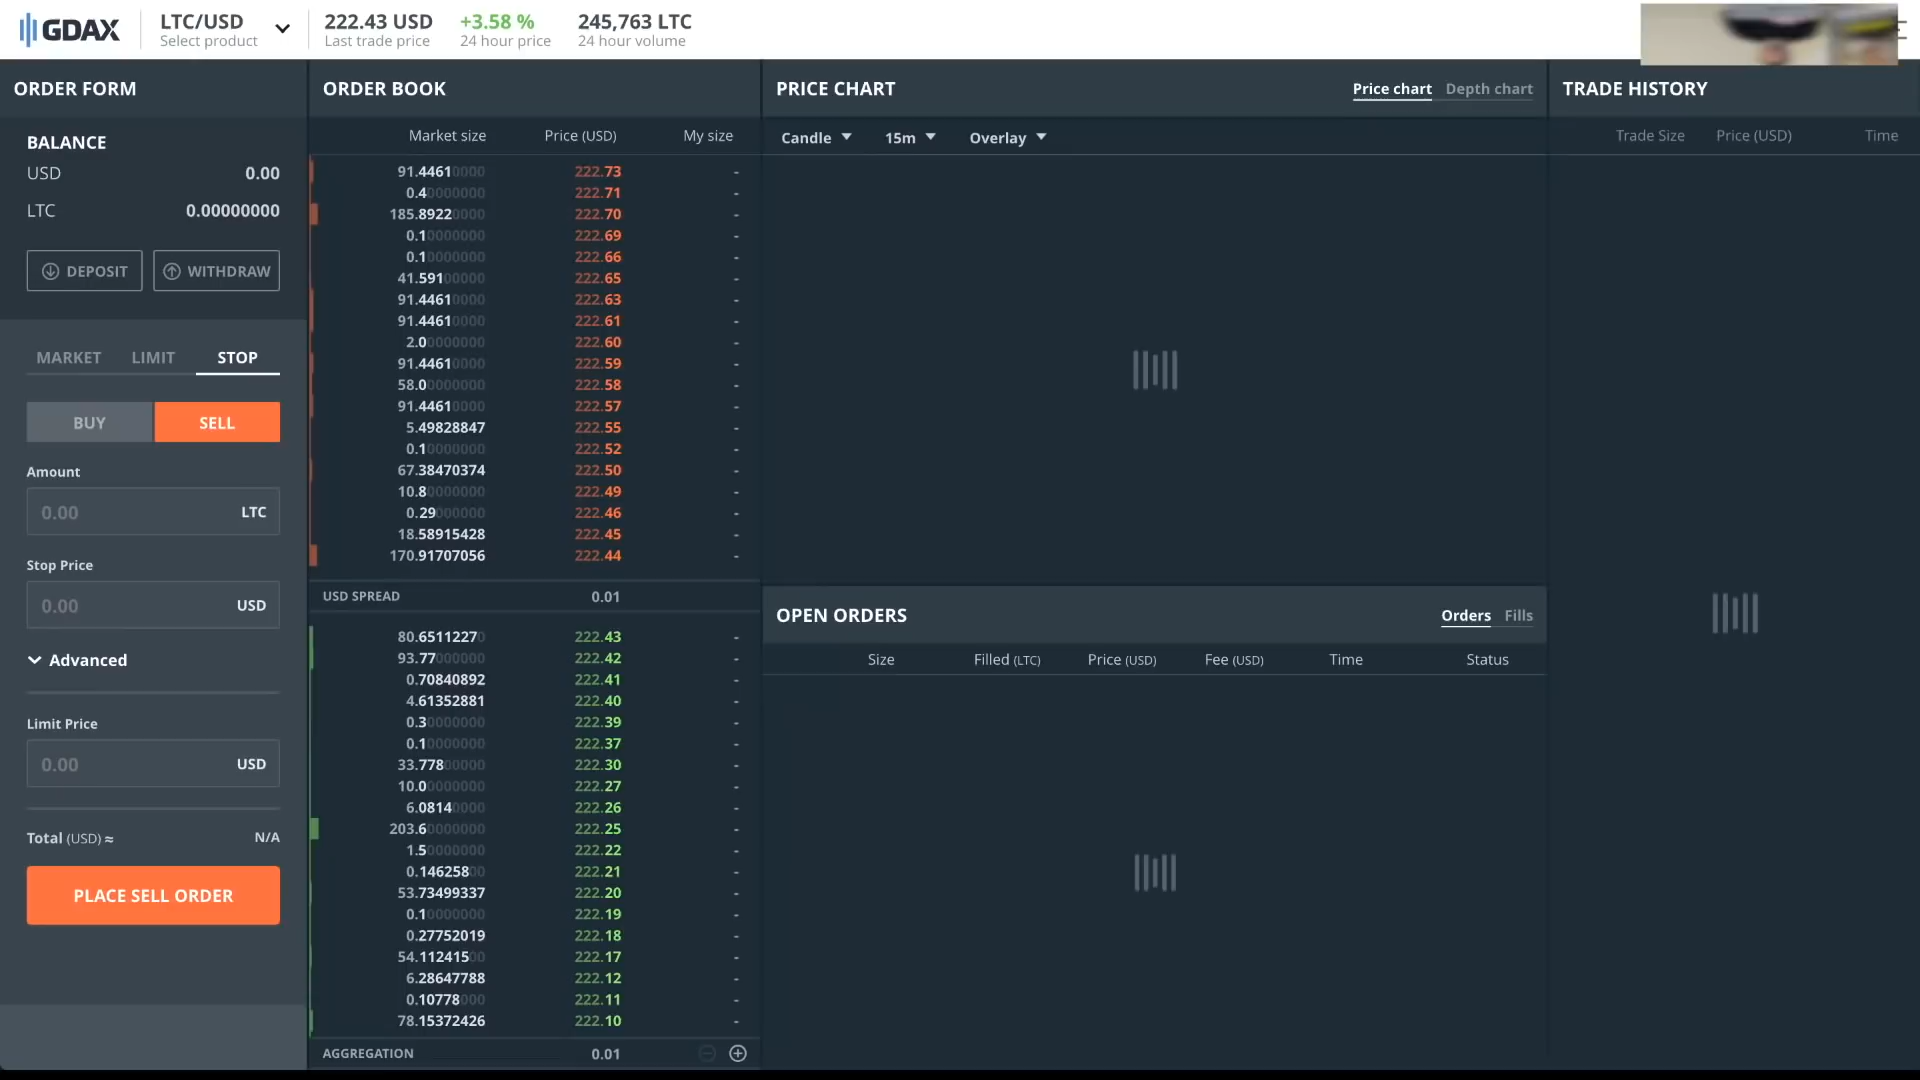 GDAX
LTC/USD
Select product
222.43 USD
Last trade price
+3.58 %
24 hour price
245,763 LTC
24 hour volume
ORDER FORM
BALANCE
USD 0.00
LTC 0.00000000
DEPOSIT WITHDRAW
MARKET LIMIT STOP
BUY SELL
Amount
0.00 LTC
Stop Price
0.00 USD
Advanced
Limit Price
0.00 USD
Total (USD) ≈ N/A
PLACE SELL ORDER
ORDER BOOK
Market size Price (USD) My size
91.44610000 222.73 -
0.40000000 222.71 -
185.89220000 222.70 -
0.10000000 222.69 -
0.10000000 222.66 -
41.59100000 222.65 -
91.44610000 222.63 -
91.44610000 222.61 -
2.00000000 222.60 -
91.44610000 222.59 -
58.00000000 222.58 -
91.44610000 222.57 -
5.49828847 222.55 -
0.10000000 222.52 -
67.38470374 222.50 -
10.80000000 222.49 -
0.29000000 222.46 -
18.58915428 222.45 -
170.91707056 222.44 -
USD SPREAD 0.01
80.65112270 222.43 -
93.77000000 222.42 -
0.70840892 222.41 -
4.61352881 222.40 -
0.30000000 222.39 -
0.10000000 222.37 -
33.77800000 222.30 -
10.00000000 222.27 -
6.08140000 222.26 -
203.60000000 222.25 -
1.50000000 222.22 -
0.14625800 222.21 -
53.73499337 222.20 -
0.10000000 222.19 -
0.27752019 222.18 -
54.11241500 222.17 -
6.28647788 222.12 -
0.10778000 222.11 -
78.15372426 222.10 -
AGGREGATION 0.01
PRICE CHART
Price chart Depth chart
Candle 15m Overlay
OPEN ORDERS
Orders Fills
Size Filled (LTC) Price (USD) Fee (USD) Time Status
TRADE HISTORY
Trade Size Price (USD) Time